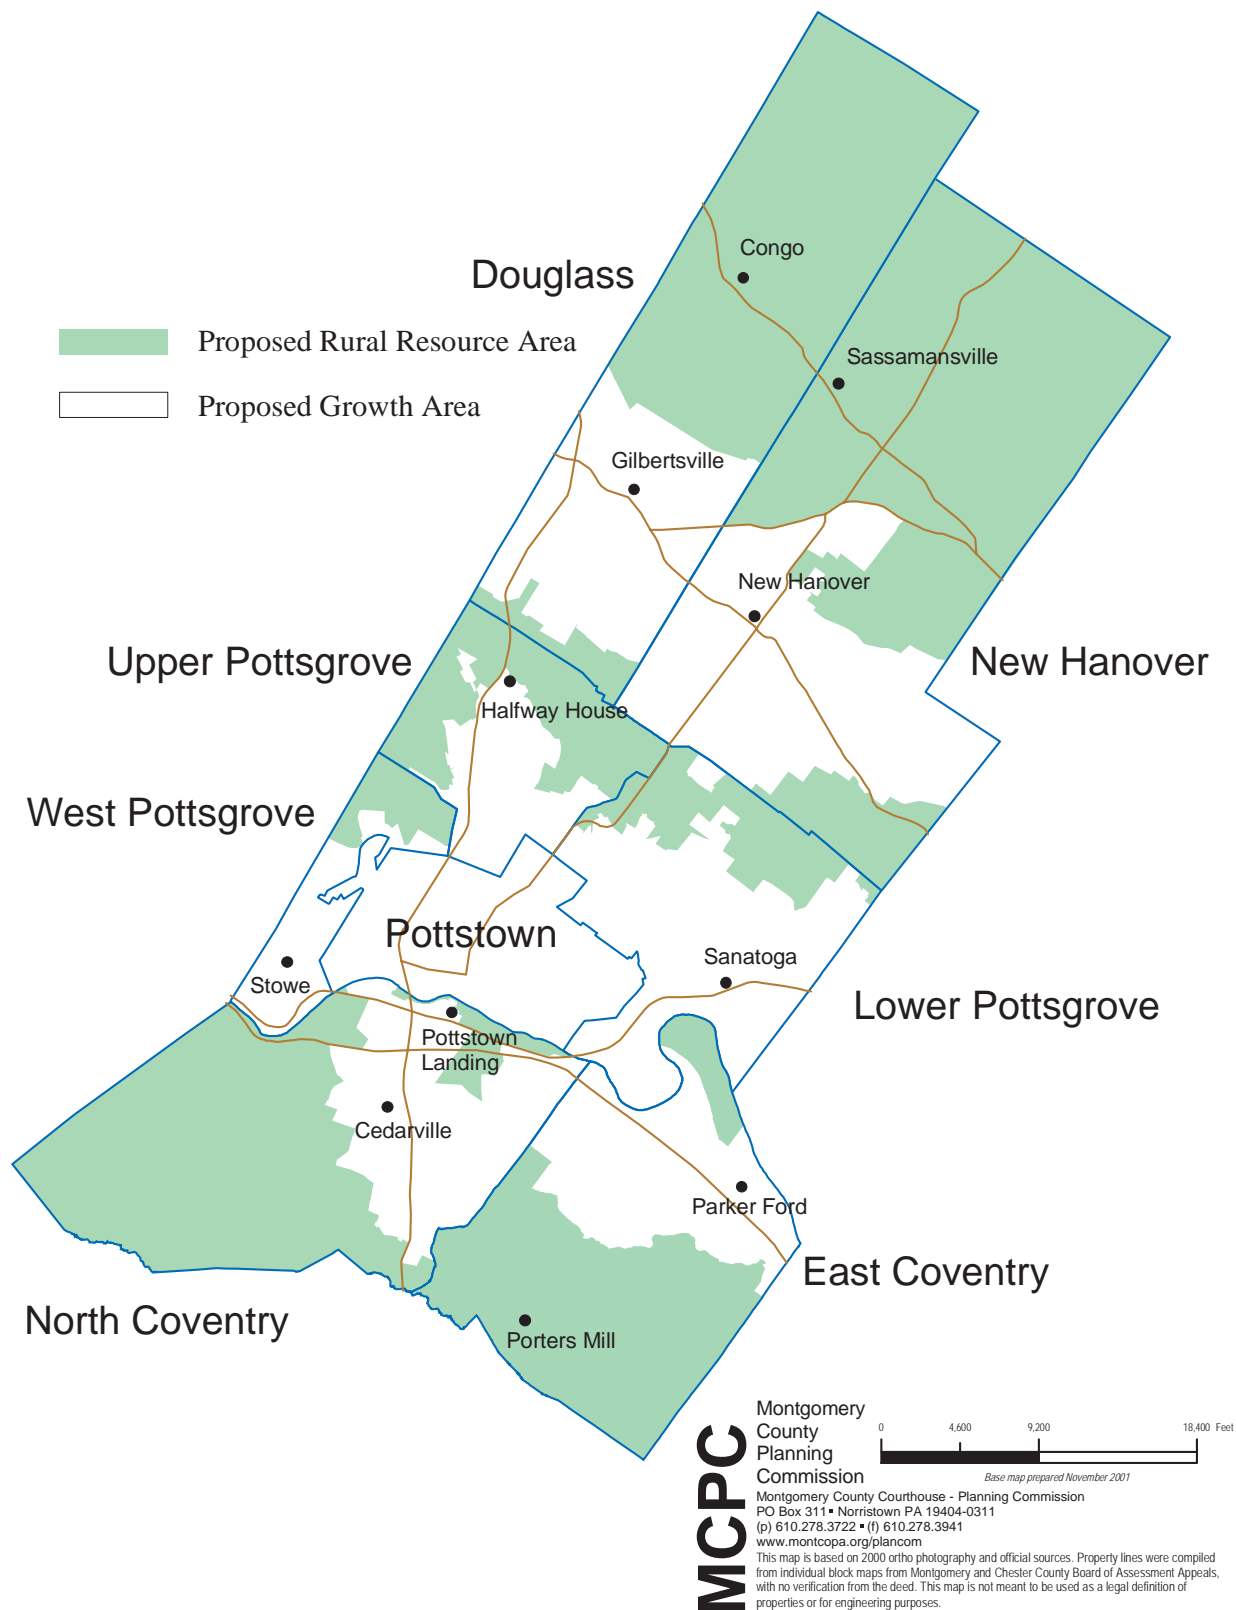 Congo
Douglass
Proposed Rural Resource Area
Sassamansville
Proposed Growth Area
Gilbertsville
New Hanover
Upper Pottsgrove
New Hanover
Halfway House
West Pottsgrove
Pottstown
Sanatoga
Stowe
Lower Pottsgrove
Pottstown
Landing
Cedarville
Parker Ford
East Coventry
North Coventry
Porters Mill
MCPC
Montgomery
County
Planning
Commission
0 4,600 9,200 18,400 Feet
Base map prepared November 2001
Montgomery County Courthouse - Planning Commission
PO Box 311▪Norristown PA 19404-0311
(p) 610.278.3722▪(f) 610.278.3941
www.montcopa.org/plancom
This map is based on 2000 ortho photography and official sources. Property lines were compiled
from individual block maps from Montgomery and Chester County Board of Assessment Appeals,
with no verification from the deed. This map is not meant to be used as a legal definition of
properties or for engineering purposes.